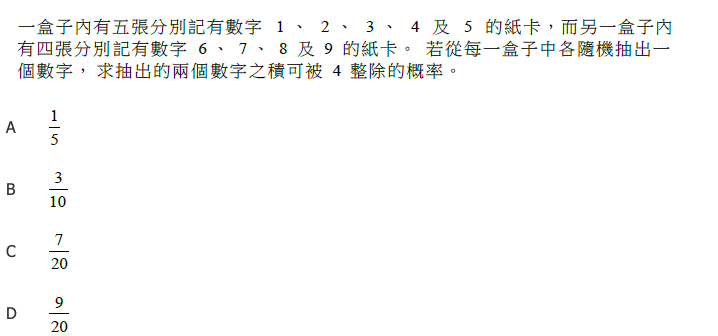 一盒子內有五張分別記有數字 1、 2、 3、 4 及 5 的紙卡，而另一盒子內
有四張分別記有數字 6、 7、 8 及 9 的紙卡。 若從每一盒子中各隨機抽出一
個數字， 求抽出的兩個數字之積可被 4 整除的概率。
A 1/5
B 3/10
C 7/20
D 9/20